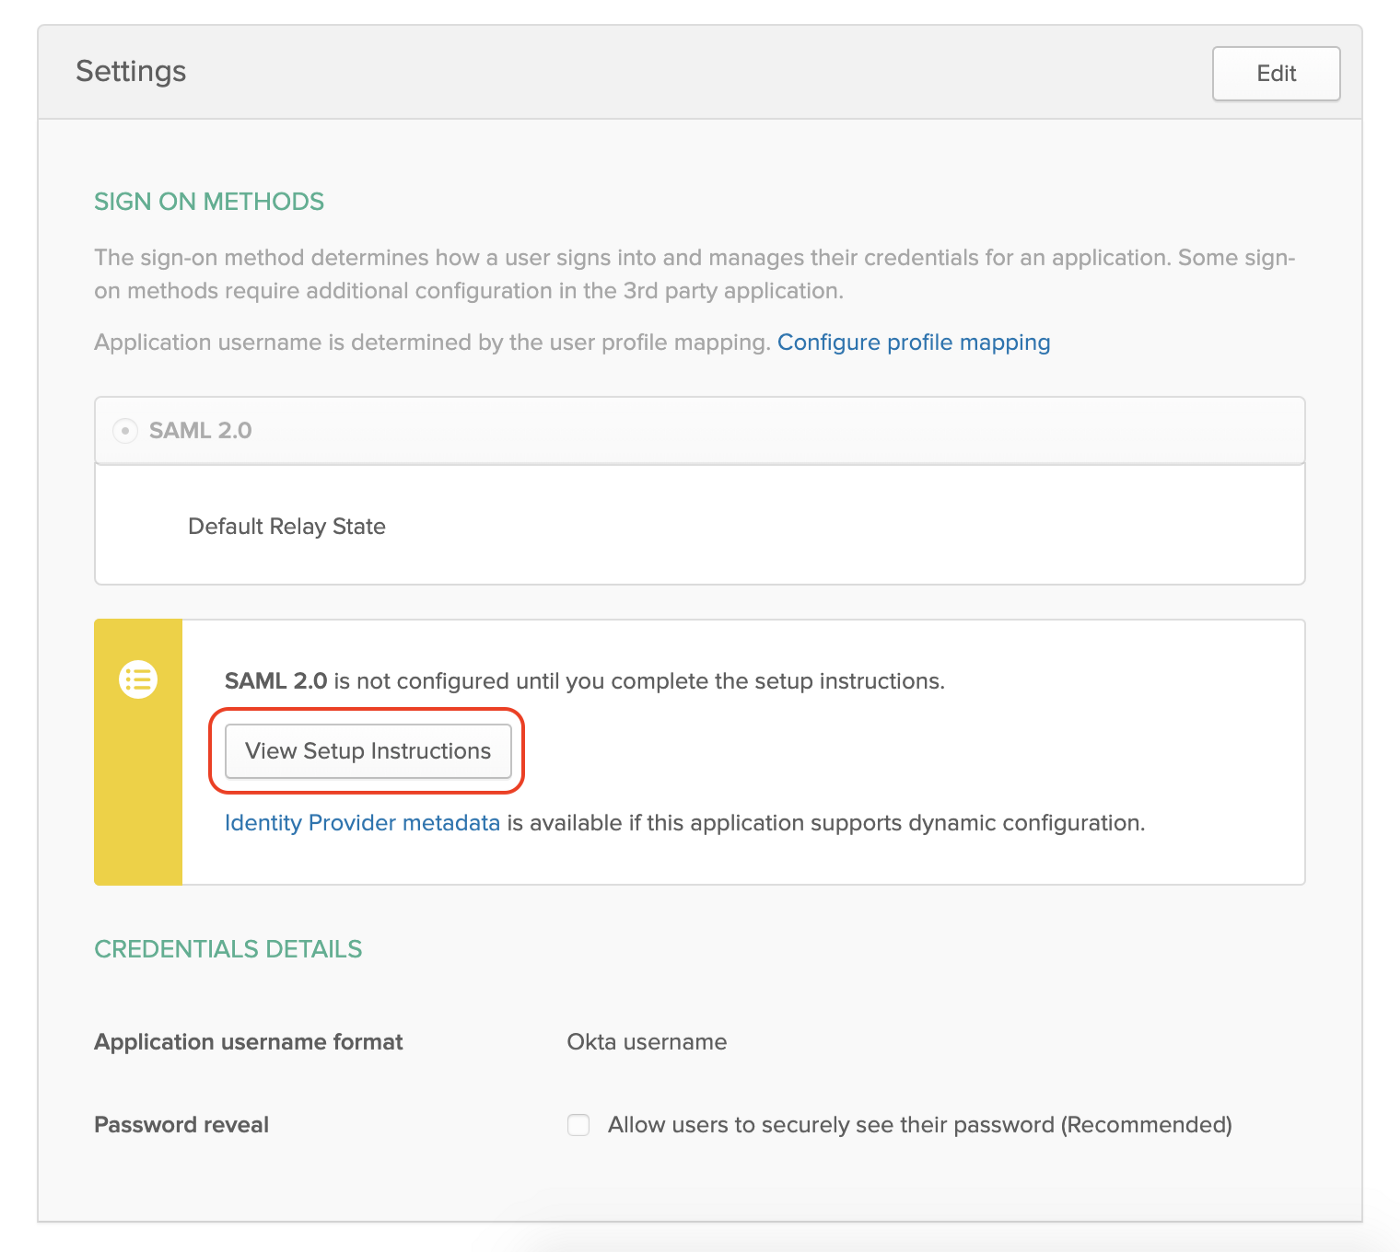 Settings
Edit
SIGN ON METHODS
The sign-on method determines how a user signs into and manages their credentials for an application. Some sign-
on methods require additional configuration in the 3rd party application.
Application username is determined by the user profile mapping. Configure profile mapping
SAML 2.0
Default Relay State
SAML 2.0 is not configured until you complete the setup instructions.
View Setup Instructions
Identity Provider metadata is available if this application supports dynamic configuration.
CREDENTIALS DETAILS
Application username format Okta username
Password reveal Allow users to securely see their password (Recommended)